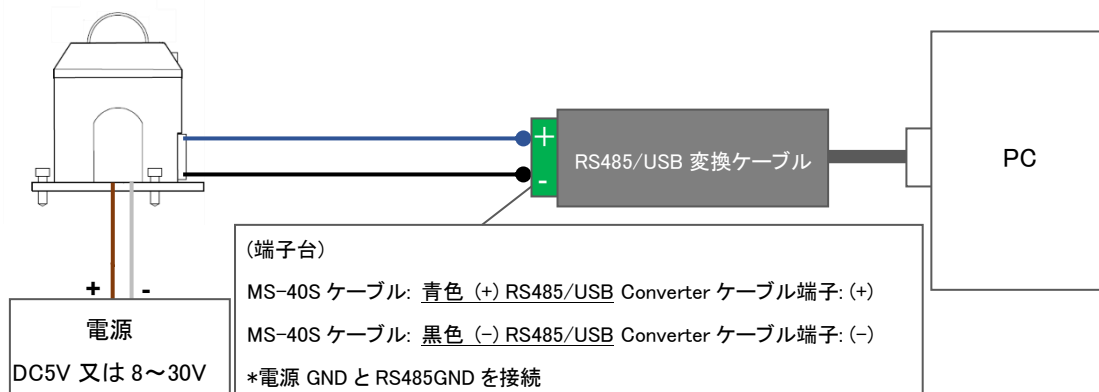 +
-
RS485/USB 変換ケーブル
PC
+ -
電源
DC5V 又は 8～30V
(端子台)
MS-40S ケーブル: 青色 (+) RS485/USB Converter ケーブル端子: (+)
MS-40S ケーブル: 黒色 (-) RS485/USB Converter ケーブル端子: (-)
*電源 GND と RS485GND を接続